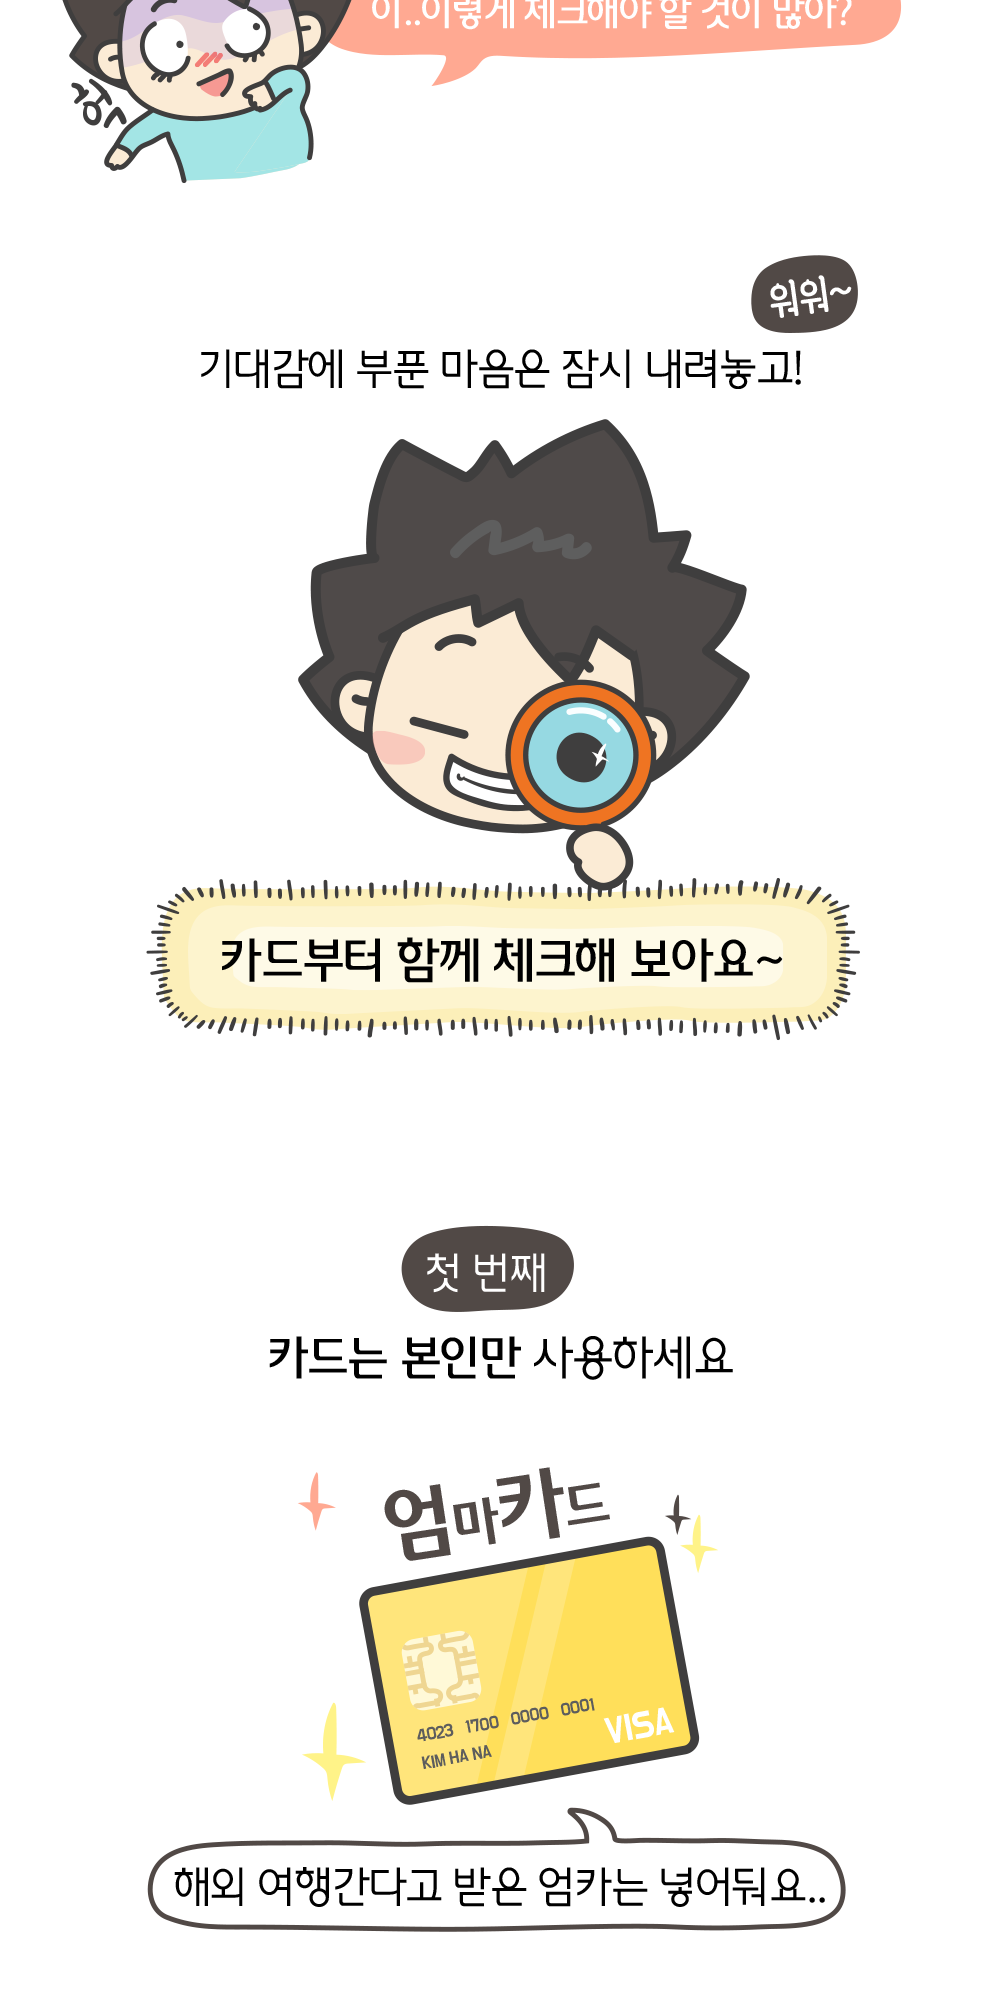 이..이렇게 체크해야 할 것이 많아?
헉
워워~
기대감에 부푼 마음은 잠시 내려놓고!
카드부터 함께 체크해 보아요~
첫 번째
카드는 본인만 사용하세요
엄마카드
4023 1700 0000 0001
KIM HA NA
VISA
해외 여행간다고 받은 엄카는 넣어둬요..